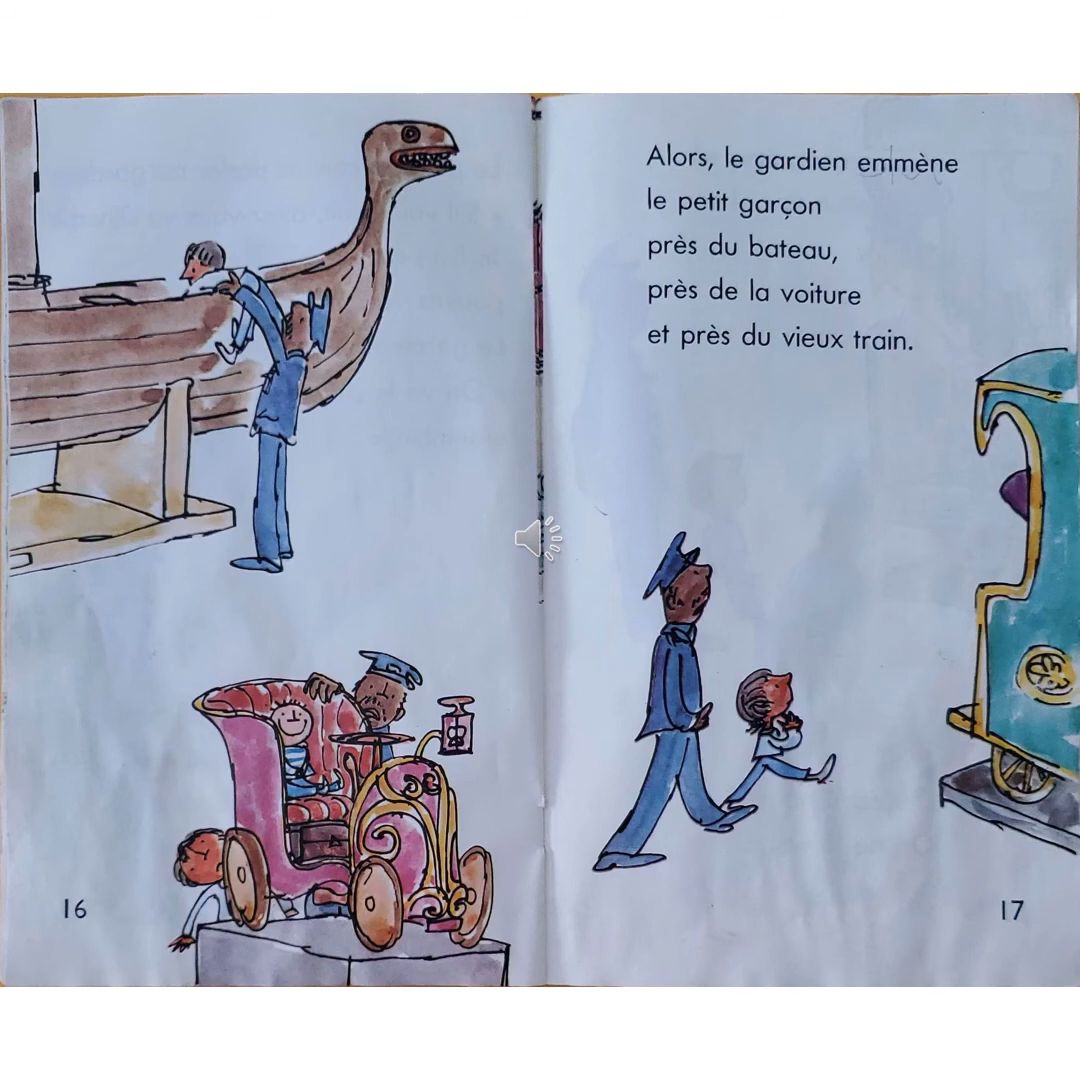 Alors, le gardien emmène
le petit garçon
près du bateau,
près de la voiture
et près du vieux train.
16
17